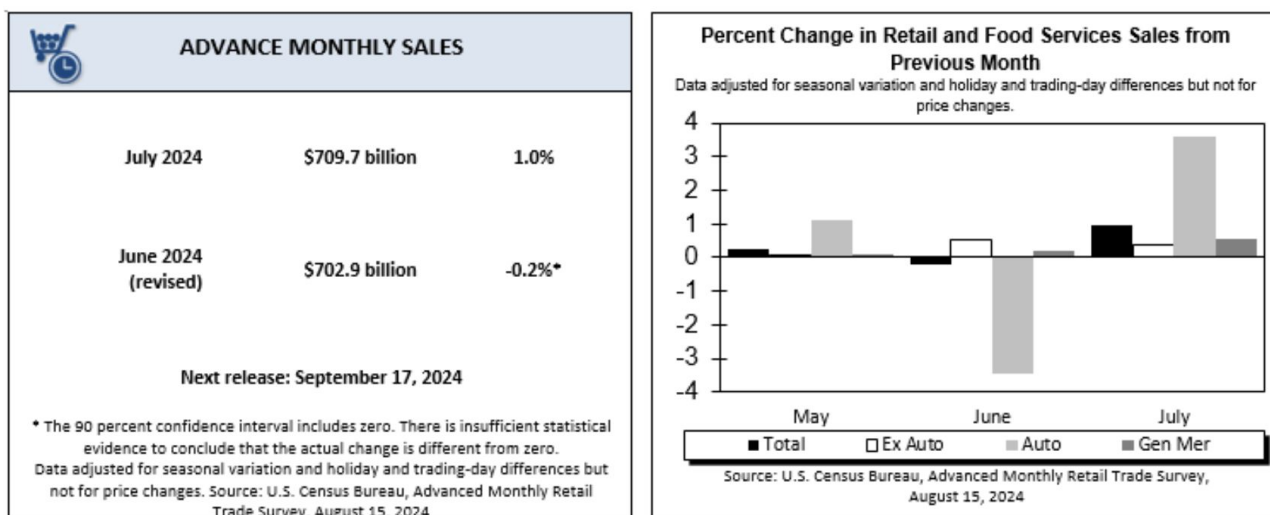 ADVANCE MONTHLY SALES
July 2024 $709.7 billion 1.0%
June 2024
(revised) $702.9 billion -0.2%*
Next release: September 17, 2024
* The 90 percent confidence interval includes zero. There is insufficient statistical
evidence to conclude that the actual change is different from zero.
Data adjusted for seasonal variation and holiday and trading-day differences but
not for price changes. Source: U.S. Census Bureau, Advanced Monthly Retail
Trade Survey, August 15, 2024
Percent Change in Retail and Food Services Sales from
Previous Month
Data adjusted for seasonal variation and holiday and trading-day differences but not for
price changes.
4
3
2
1
0
-1
-2
-3
-4
May June July
Total Ex Auto Auto Gen Mer
Source: U.S. Census Bureau, Advanced Monthly Retail Trade Survey,
August 15, 2024